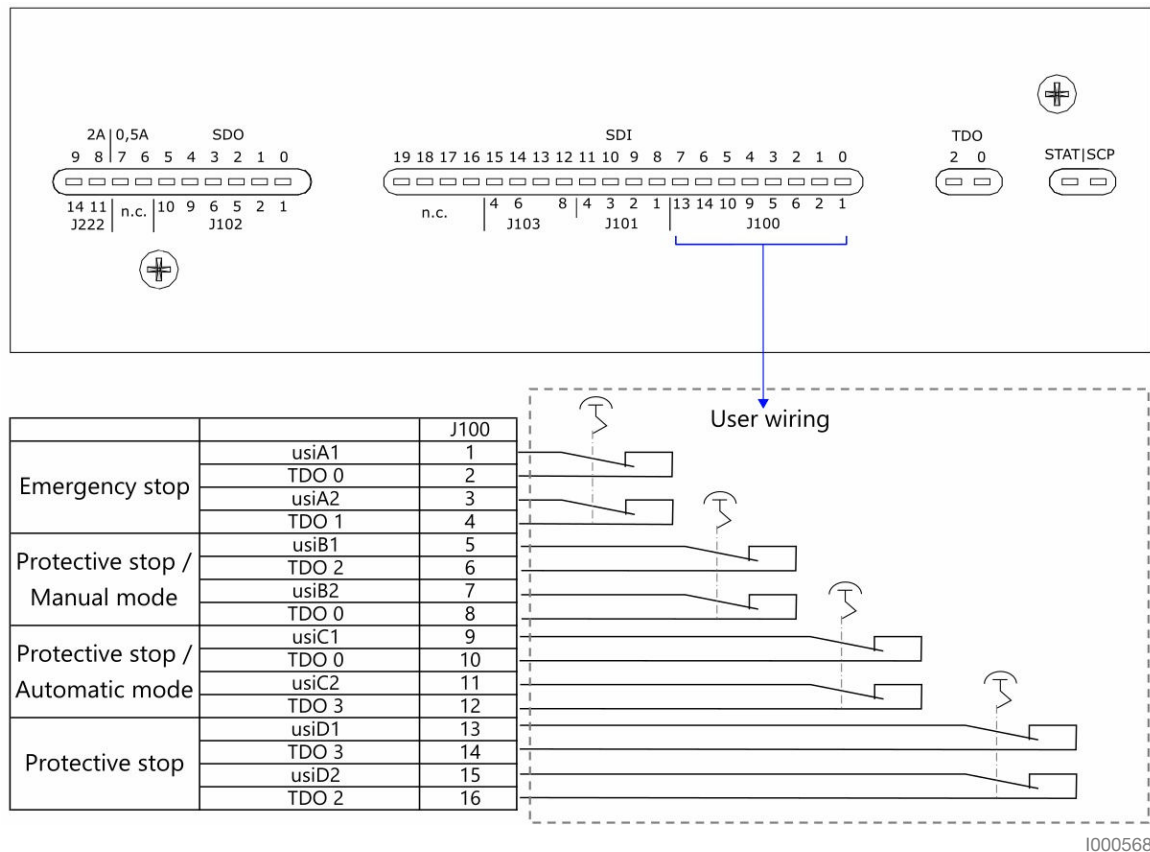 2A 0,5A SDO SDI TDO
9 8 7 6 5 4 3 2 1 0 19 18 17 16 15 14 13 12 11 10 9 8 7 6 5 4 3 2 1 0 2 0 STAT|SCP
14 11 n.c. 10 9 6 5 2 1 n.c. 4 6 8 4 3 2 1 13 14 10 9 5 6 2 1
J222 J102 J103 J101 J100
User wiring
J100
Emergency stop
usiA1 1
TDO 0 2
usiA2 3
TDO 1 4
Protective stop /
Manual mode
usiB1 5
TDO 2 6
usiB2 7
TDO 0 8
Protective stop /
Automatic mode
usiC1 9
TDO 0 10
usiC2 11
TDO 3 12
Protective stop
usiD1 13
TDO 3 14
usiD2 15
TDO 2 16
I000568